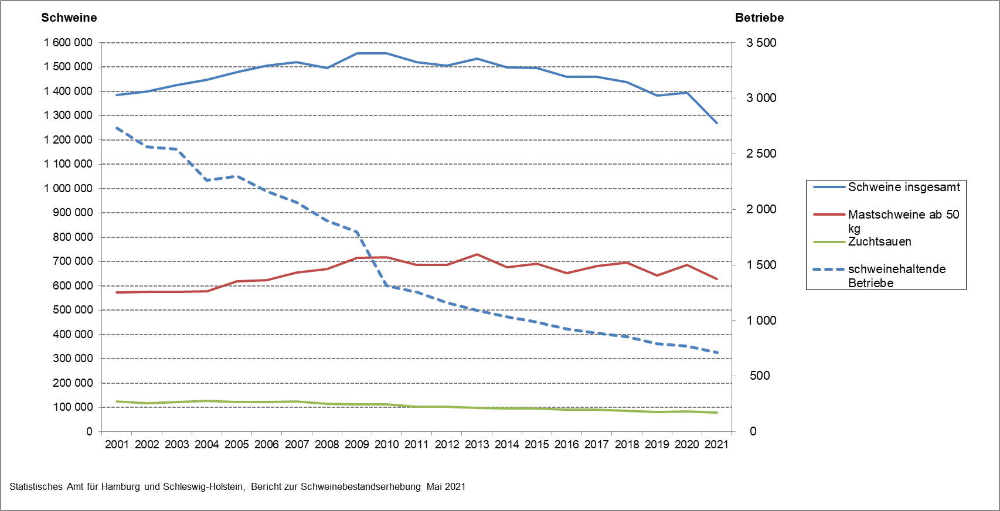 Schweine
Betriebe
1 600 000
1 500 000
1 400 000
1 300 000
1 200 000
1 100 000
1 000 000
900 000
800 000
700 000
600 000
500 000
400 000
300 000
200 000
100 000
0
3 500
3 000
2 500
2 000
1 500
1 000
500
0
2001 2002 2003 2004 2005 2006 2007 2008 2009 2010 2011 2012 2013 2014 2015 2016 2017 2018 2019 2020 2021
Schweine insgesamt
Mastschweine ab 50
kg
Zuchtsauen
schweinehaltende
Betriebe
Statistisches Amt für Hamburg und Schleswig-Holstein, Bericht zur Schweinebestandserhebung Mai 2021